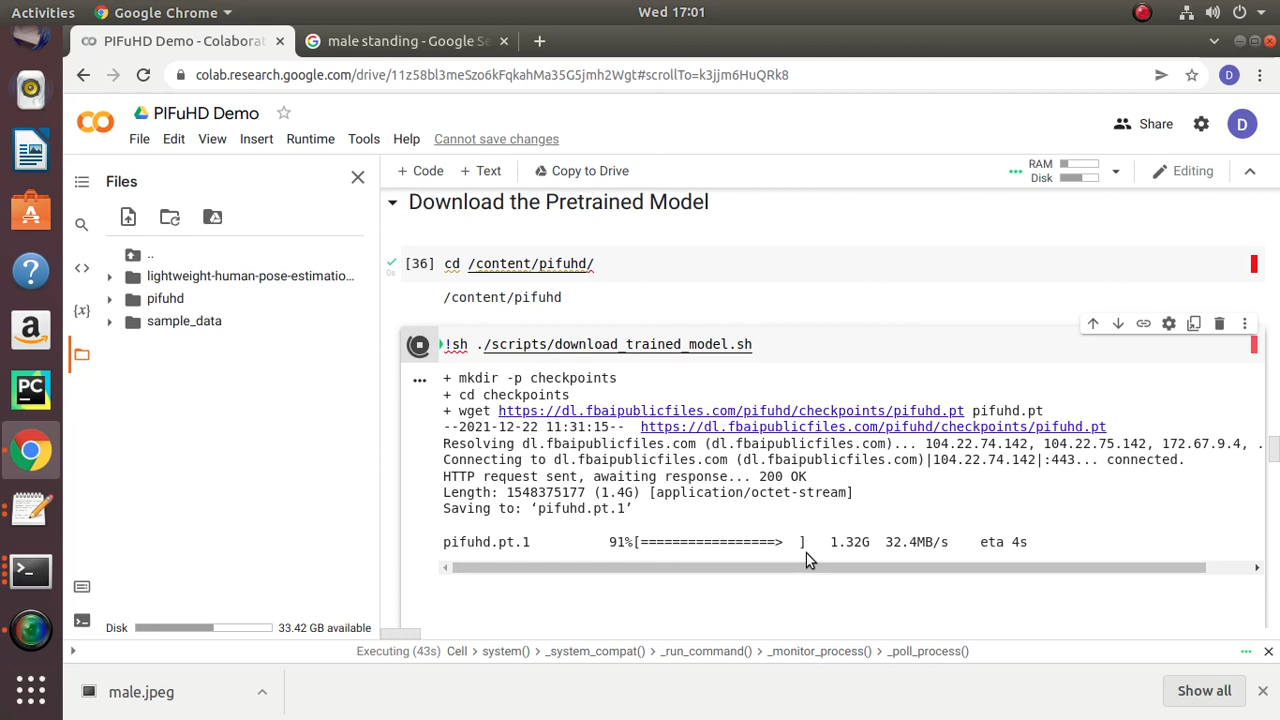 Activities
Google Chrome
Wed 17:01
PIFuHD Demo - Colaborat
male standing - Google Se
colab.research.google.com/drive/11z58bl3meSzo6kFqkahMa35G5jmh2Wgt#scrollTo=k3jjm6HuQRk8
D
PIFuHD Demo
File Edit View Insert Runtime Tools Help Cannot save changes
Share
D
Files
+ Code + Text Copy to Drive
RAM
Disk
Editing
..
lightweight-human-pose-estimatio...
pifuhd
sample_data
Disk
33.42 GB available
Download the Pretrained Model
[36] cd /content/pifuhd/
0s
/content/pifuhd
!sh ./scripts/download_trained_model.sh
+ mkdir -p checkpoints
+ cd checkpoints
+ wget https://dl.fbaipublicfiles.com/pifuhd/checkpoints/pifuhd.pt pifuhd.pt
--2021-12-22 11:31:15-- https://dl.fbaipublicfiles.com/pifuhd/checkpoints/pifuhd.pt
Resolving dl.fbaipublicfiles.com (dl.fbaipublicfiles.com)... 104.22.74.142, 104.22.75.142, 172.67.9.4, .
Connecting to dl.fbaipublicfiles.com (dl.fbaipublicfiles.com)|104.22.74.142|:443... connected.
HTTP request sent, awaiting response... 200 OK
Length: 1548375177 (1.4G) [application/octet-stream]
Saving to: ‘pifuhd.pt.1’
pifuhd.pt.1 91%[=================> ] 1.32G 32.4MB/s eta 4s
Executing (43s) Cell system() _system_compat() _run_command() _monitor_process() _poll_process()
male.jpeg
Show all